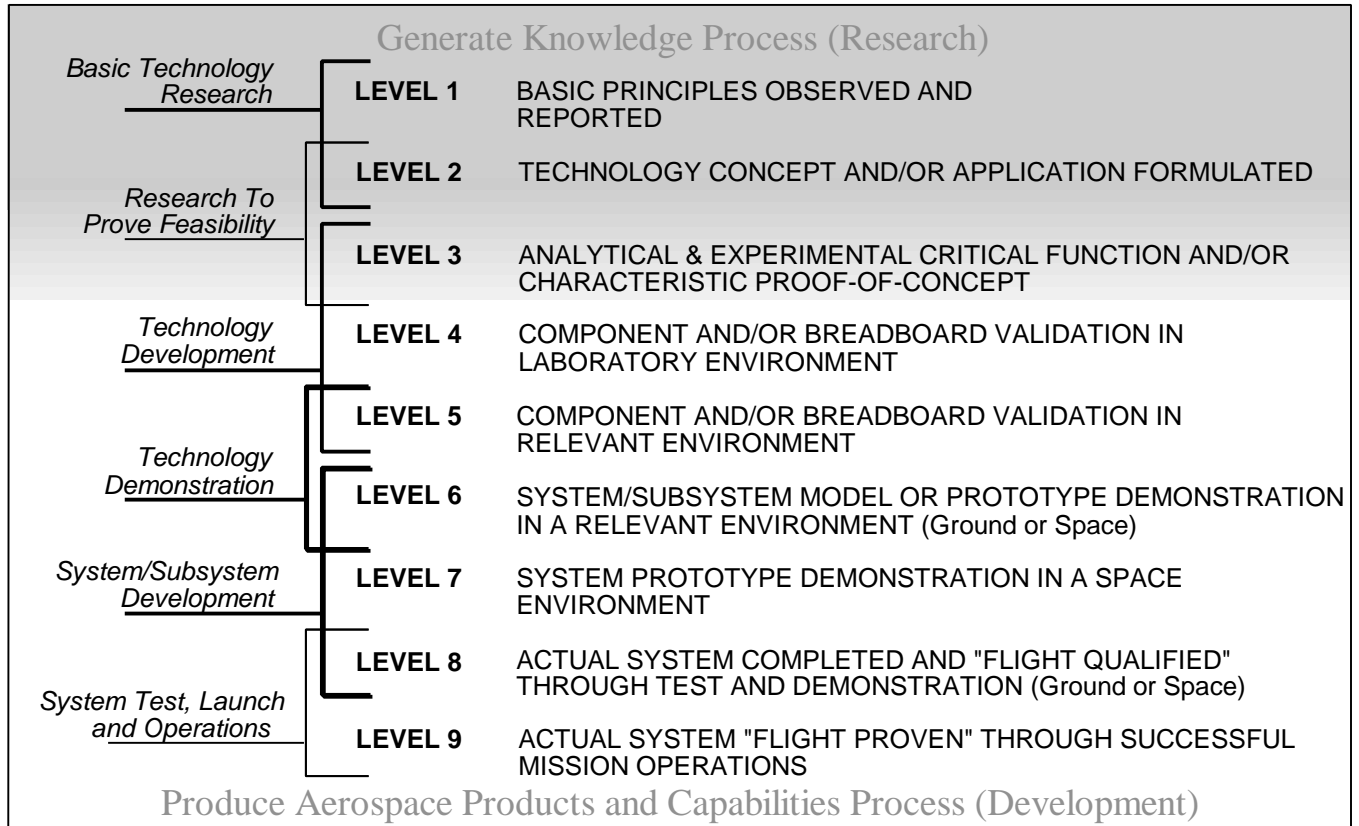 Generate Knowledge Process (Research)
Basic Technology
Research
LEVEL 1
BASIC PRINCIPLES OBSERVED AND
REPORTED
LEVEL 2
TECHNOLOGY CONCEPT AND/OR APPLICATION FORMULATED
Research To
Prove Feasibility
LEVEL 3
ANALYTICAL & EXPERIMENTAL CRITICAL FUNCTION AND/OR
CHARACTERISTIC PROOF-OF-CONCEPT
Technology
Development
LEVEL 4
COMPONENT AND/OR BREADBOARD VALIDATION IN
LABORATORY ENVIRONMENT
LEVEL 5
COMPONENT AND/OR BREADBOARD VALIDATION IN
RELEVANT ENVIRONMENT
Technology
Demonstration
LEVEL 6
SYSTEM/SUBSYSTEM MODEL OR PROTOTYPE DEMONSTRATION
IN A RELEVANT ENVIRONMENT (Ground or Space)
System/Subsystem
Development
LEVEL 7
SYSTEM PROTOTYPE DEMONSTRATION IN A SPACE
ENVIRONMENT
LEVEL 8
ACTUAL SYSTEM COMPLETED AND "FLIGHT QUALIFIED"
THROUGH TEST AND DEMONSTRATION (Ground or Space)
System Test, Launch
and Operations
LEVEL 9
ACTUAL SYSTEM "FLIGHT PROVEN" THROUGH SUCCESSFUL
MISSION OPERATIONS
Produce Aerospace Products and Capabilities Process (Development)